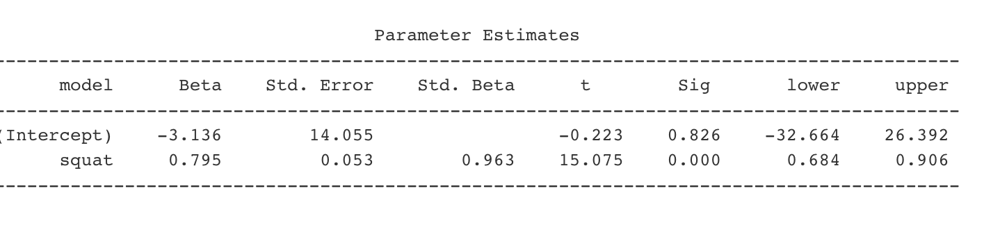 Parameter Estimates
model Beta Std. Error Std. Beta t Sig lower upper
(Intercept) -3.136 14.055 -0.223 0.826 -32.664 26.392
squat 0.795 0.053 0.963 15.075 0.000 0.684 0.906